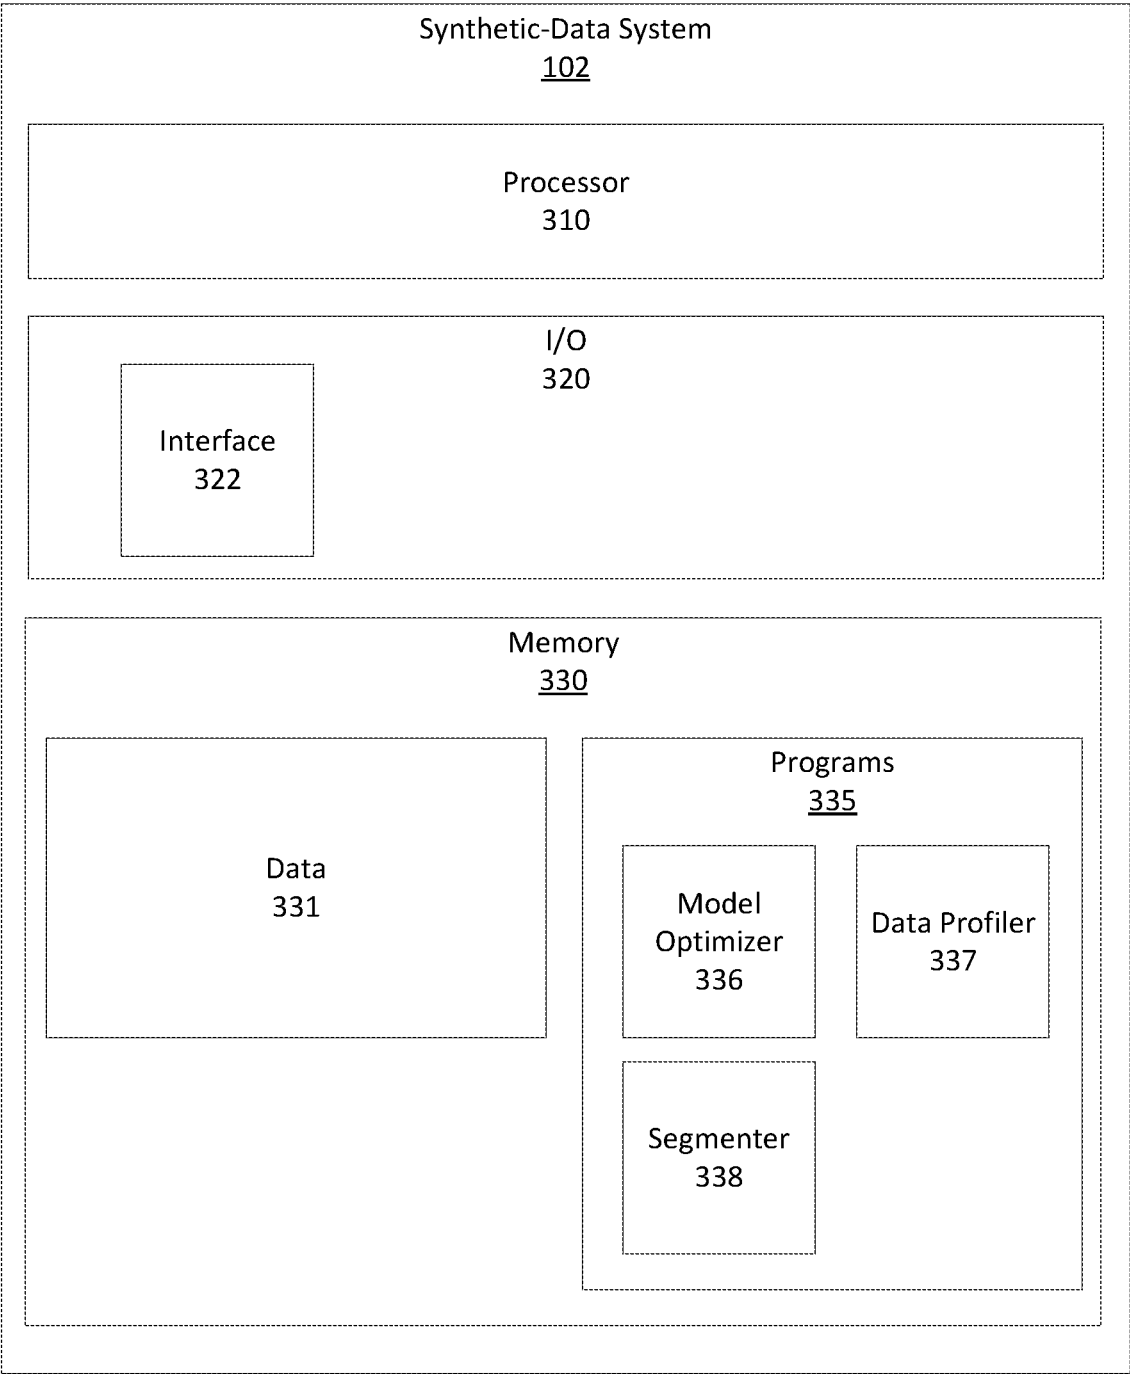 Synthetic-Data System
102
Processor
310
I/O
320
Interface
322
Memory
330
Data
331
Programs
335
Model
Optimizer
336
Data Profiler
337
Segmenter
338